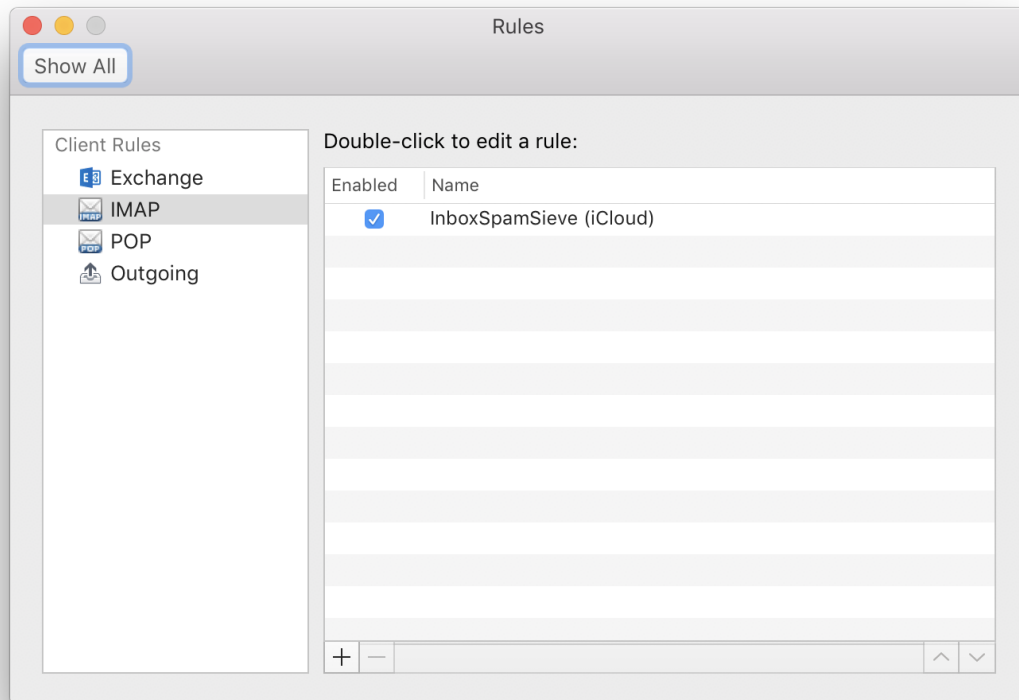 Rules
Show All
Client Rules
Exchange
IMAP
POP
Outgoing
Double-click to edit a rule:
Enabled Name
InboxSpamSieve (iCloud)